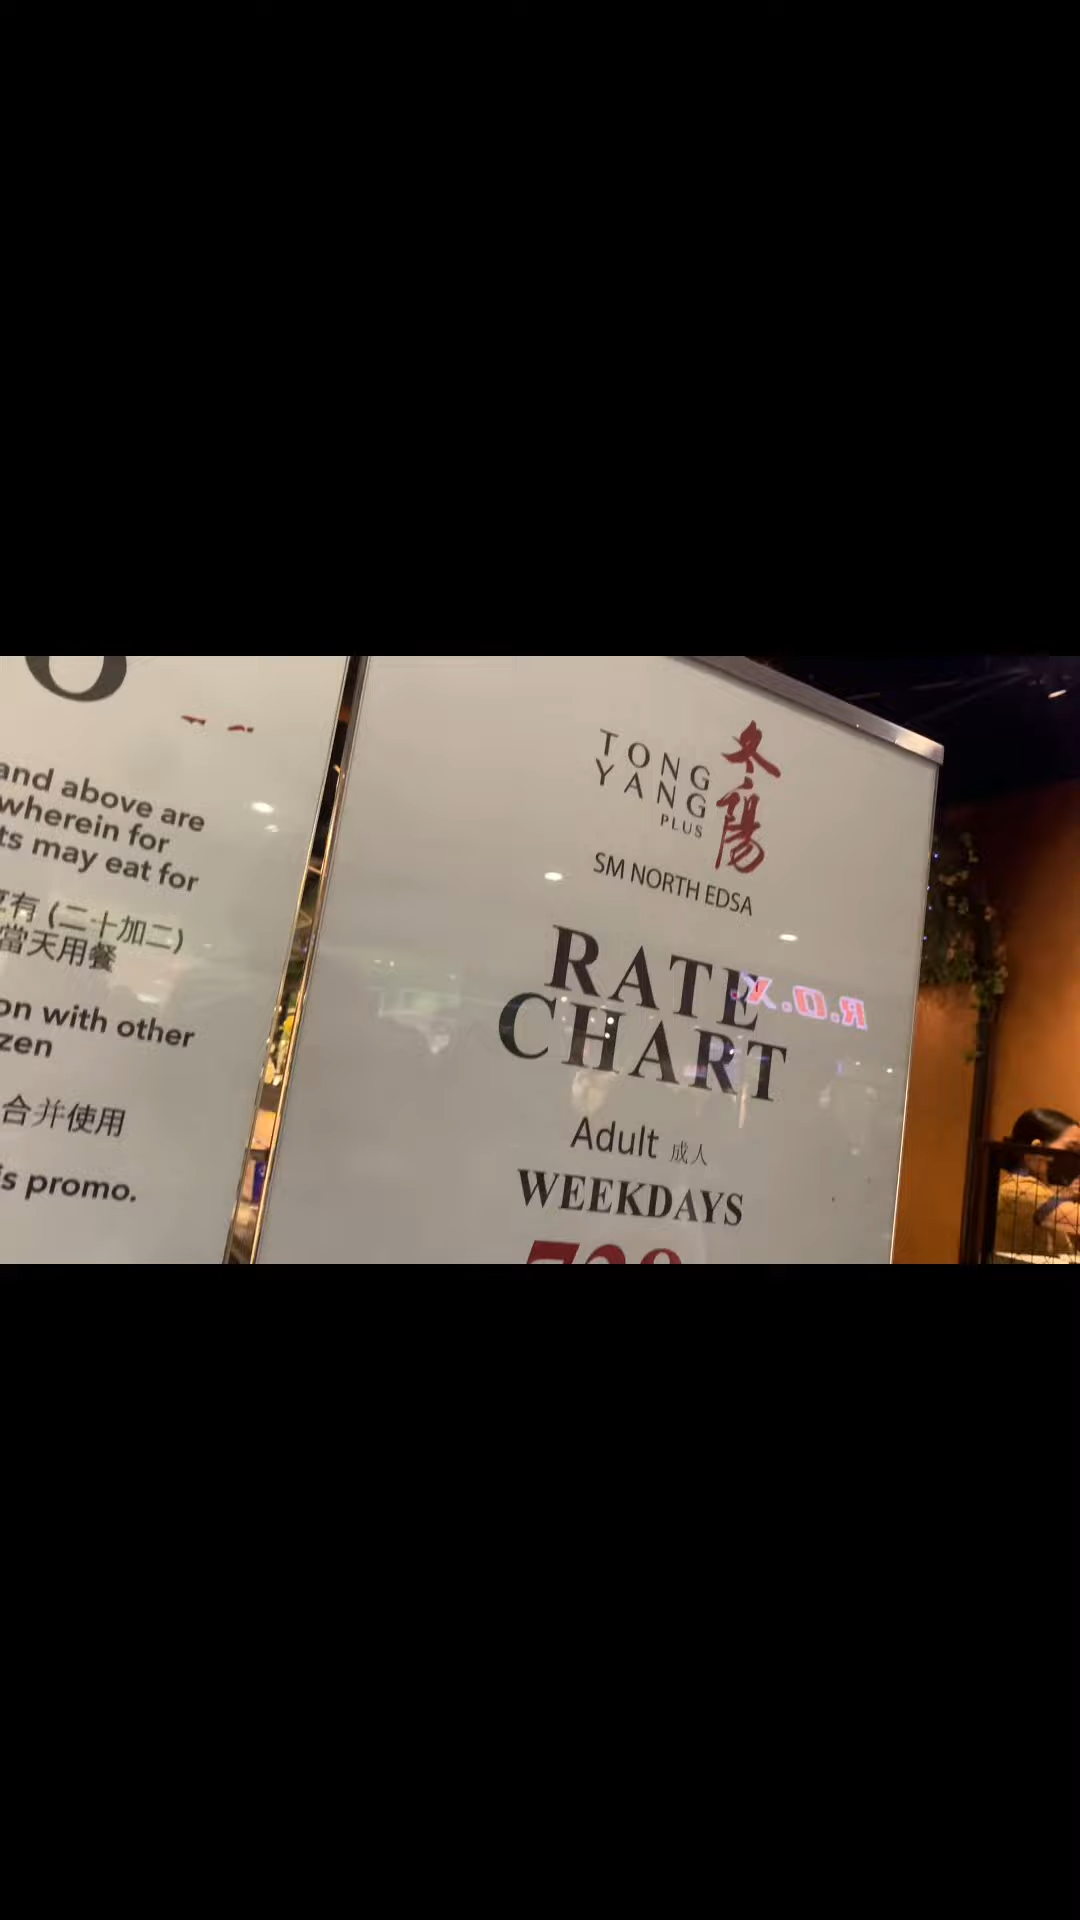 and above are
wherein for
ts may eat for
有 (二十加二)
當天用餐
on with other
zen
合并使用
is promo.
TONG
YANG
PLUS
冬陽
SM NORTH EDSA
RATE
CHART
R.O.X.
Adult 成人
WEEKDAYS